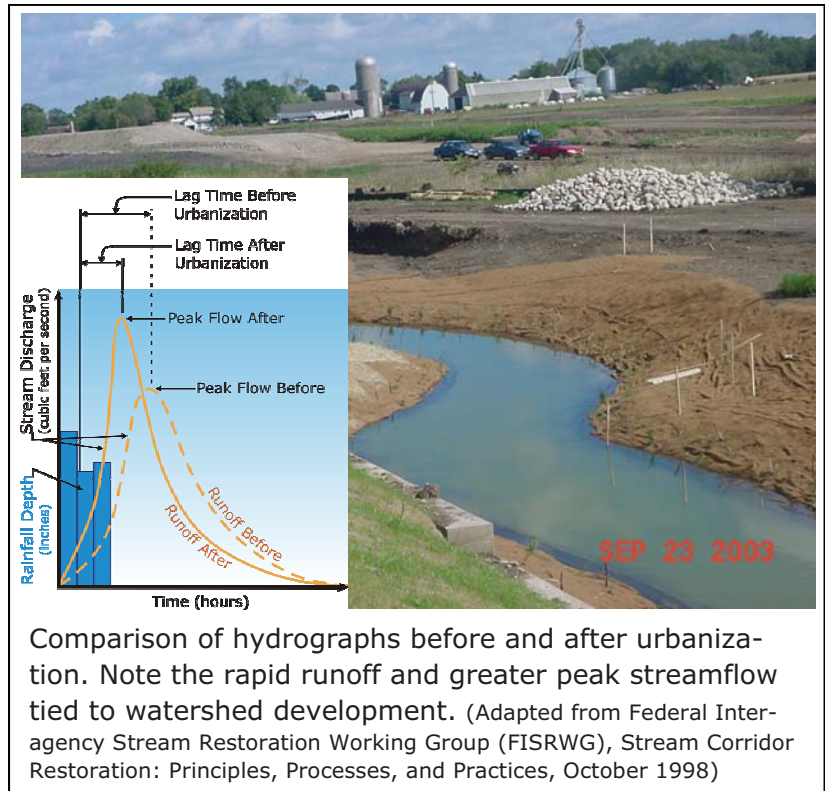 Lag Time Before
Urbanization
Lag Time After
Urbanization
Peak Flow After
Peak Flow Before
Stream Discharge
(cubic feet per second)
Rainfall Depth
(inches)
Runoff Before
Runoff After
Time (hours)
SEP 23 2003
Comparison of hydrographs before and after urbaniza-
tion. Note the rapid runoff and greater peak streamflow
tied to watershed development. (Adapted from Federal Inter-
agency Stream Restoration Working Group (FISRWG), Stream Corridor
Restoration: Principles, Processes, and Practices, October 1998)